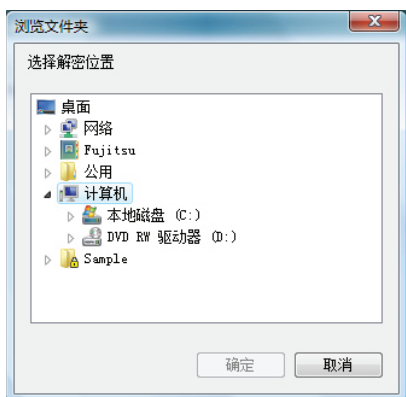 浏览文件夹
选择解密位置
桌面
网络
Fujitsu
公用
计算机
本地磁盘 (C:)
DVD RW 驱动器 (D:)
Sample
确定
取消